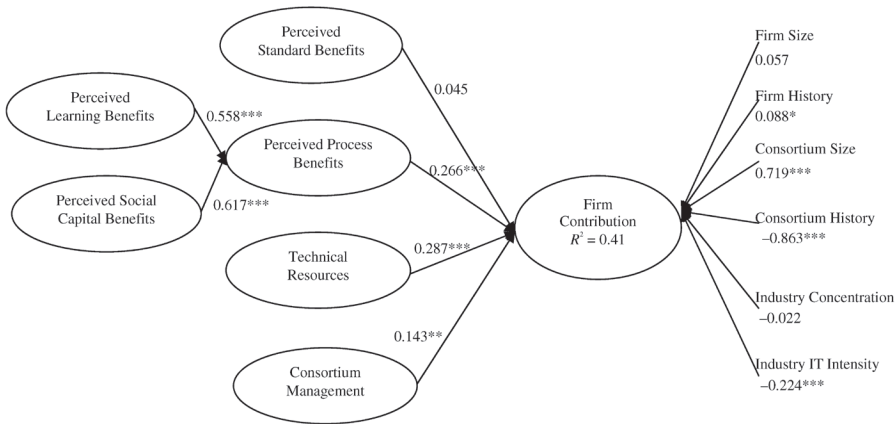 Perceived
Standard Benefits
0.045
Perceived
Learning Benefits
0.558***
Perceived Process
Benefits
0.266***
Perceived Social
Capital Benefits
0.617***
Technical
Resources
0.287***
Consortium
Management
0.143**
Firm
Contribution
R² = 0.41
Firm Size
0.057
Firm History
0.088*
Consortium Size
0.719***
Consortium History
−0.863***
Industry Concentration
−0.022
Industry IT Intensity
−0.224***